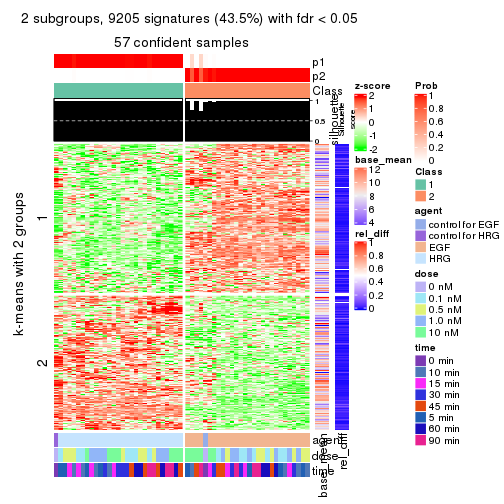 2 subgroups, 9205 signatures (43.5%) with fdr < 0.05
57 confident samples
p1
p2
Class
1
0.5
0
silhouette
Silhouette
score
k-means with 2 groups
1
2
agent
dose
time
base_mean
rel_diff
z-score
2
1
0
-1
-2
base_mean
12
10
8
6
4
rel_diff
1
0.8
0.6
0.4
0.2
0
Prob
1
0.8
0.6
0.4
0.2
0
Class
1
2
agent
control for EGF
control for HRG
EGF
HRG
dose
0 nM
0.1 nM
0.5 nM
1.0 nM
10 nM
time
0 min
10 min
15 min
30 min
45 min
5 min
60 min
90 min